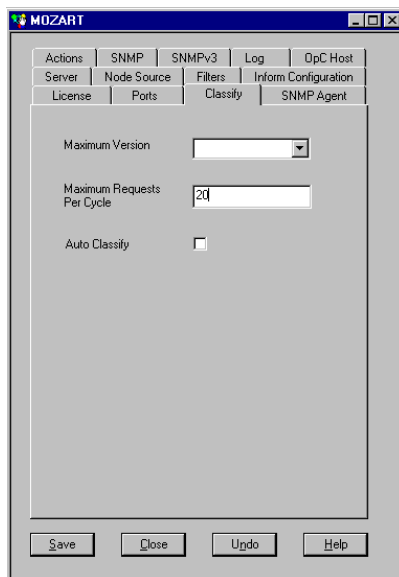 MOZART
Actions SNMP SNMPv3 Log OpC Host
Server Node Source Filters Inform Configuration
License Ports Classify SNMP Agent
Maximum Version
Maximum Requests
Per Cycle
20
Auto Classify
Save Close Undo Help